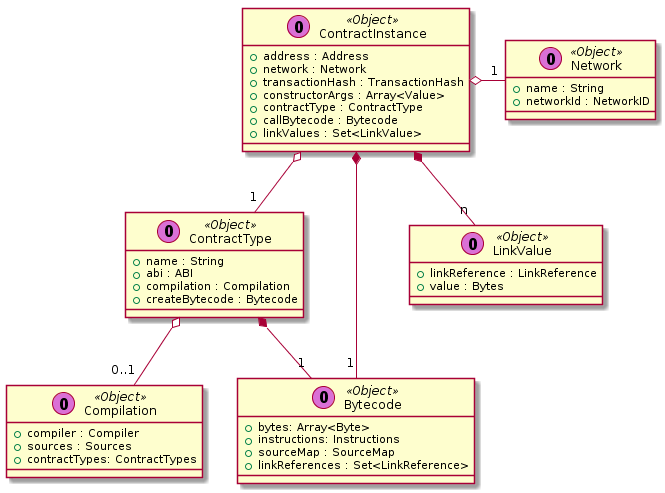 O «Object»
ContractInstance
address : Address
network : Network
transactionHash : TransactionHash
constructorArgs : Array<Value>
contractType : ContractType
callBytecode : Bytecode
linkValues : Set<LinkValue>
1
O «Object»
Network
name : String
networkId : NetworkID
1
n
O «Object»
ContractType
name : String
abi : ABI
compilation : Compilation
createBytecode : Bytecode
O «Object»
LinkValue
linkReference : LinkReference
value : Bytes
0..1
1
1
O «Object»
Compilation
compiler : Compiler
sources : Sources
contractTypes: ContractTypes
O «Object»
Bytecode
bytes: Array<Byte>
instructions: Instructions
sourceMap : SourceMap
linkReferences : Set<LinkReference>